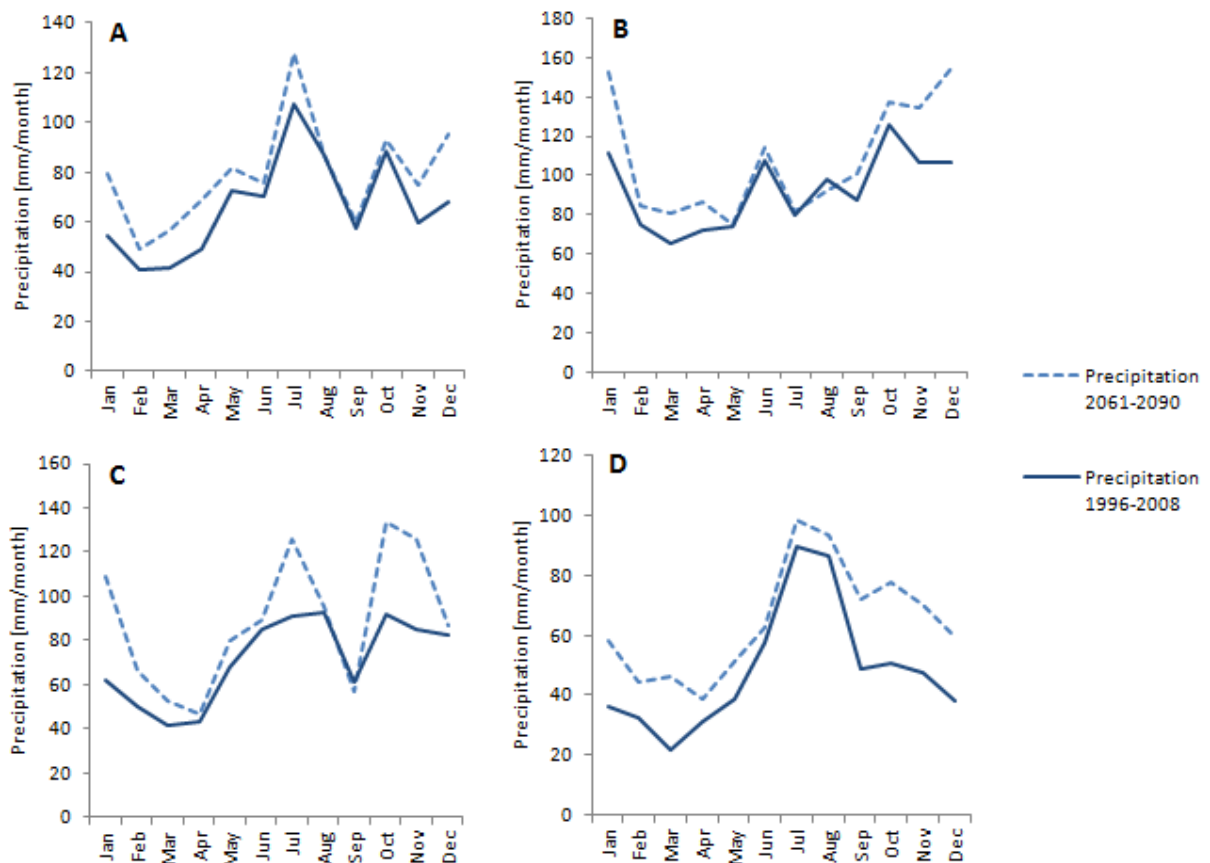 A
Precipitation [mm/month]
140
120
100
80
60
40
20
0
Jan
Feb
Mar
Apr
May
Jun
Jul
Aug
Sep
Oct
Nov
Dec
B
Precipitation [mm/month]
180
160
140
120
100
80
60
40
20
0
Jan
Feb
Mar
Apr
May
Jun
Jul
Aug
Sep
Oct
Nov
Dec
Precipitation
2061-2090
Precipitation
1996-2008
C
Precipitation [mm/month]
160
140
120
100
80
60
40
20
0
Jan
Feb
Mar
Apr
May
Jun
Jul
Aug
Sep
Oct
Nov
Dec
D
Precipitation [mm/month]
120
100
80
60
40
20
0
Jan
Feb
Mar
Apr
May
Jun
Jul
Aug
Sep
Oct
Nov
Dec